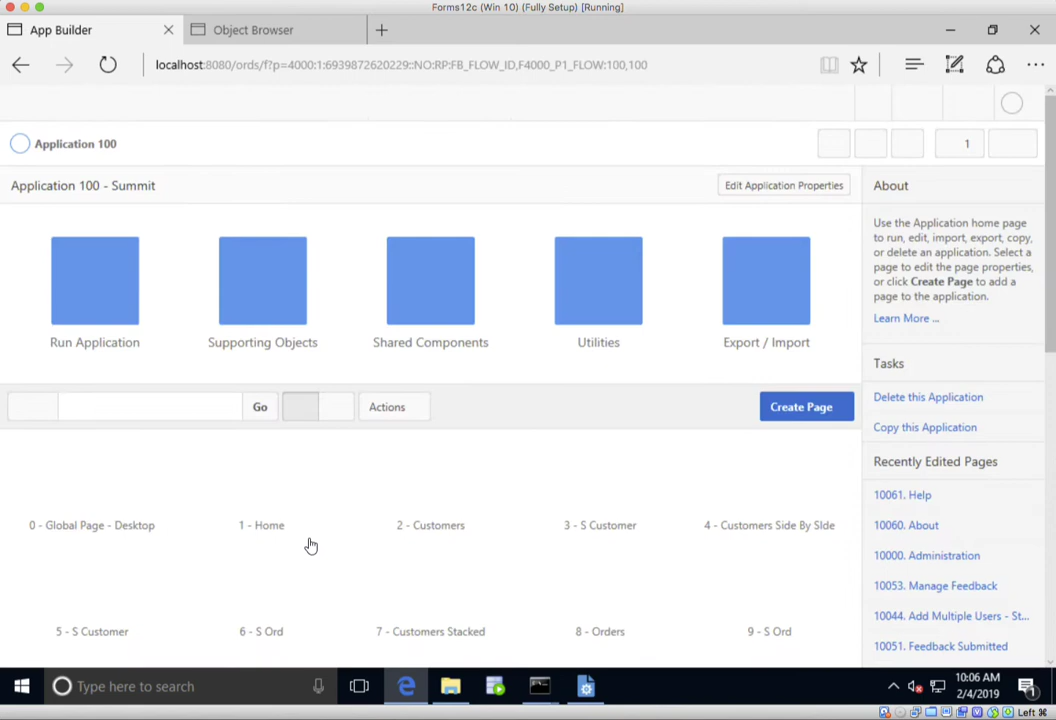 Forms12c (Win 10) (Fully Setup) [Running]
App Builder
Object Browser
localhost:8080/ords/f?p=4000:1:6939872620229::NO:RP:FB_FLOW_ID,F4000_P1_FLOW:100,100
Application 100
1
Application 100 - Summit
Edit Application Properties
About
Use the Application home page
to run, edit, import, export, copy,
or delete an application. Select a
page to edit the page properties,
or click Create Page to add a
page to the application.
Learn More ...
Run Application
Supporting Objects
Shared Components
Utilities
Export / Import
Tasks
Delete this Application
Copy this Application
Go
Actions
Create Page
Recently Edited Pages
10061. Help
10060. About
10000. Administration
10053. Manage Feedback
10044. Add Multiple Users - St...
10051. Feedback Submitted
0 - Global Page - Desktop
1 - Home
2 - Customers
3 - S Customer
4 - Customers Side By SIde
5 - S Customer
6 - S Ord
7 - Customers Stacked
8 - Orders
9 - S Ord
Type here to search
10:06 AM
2/4/2019
1
Left ⌘